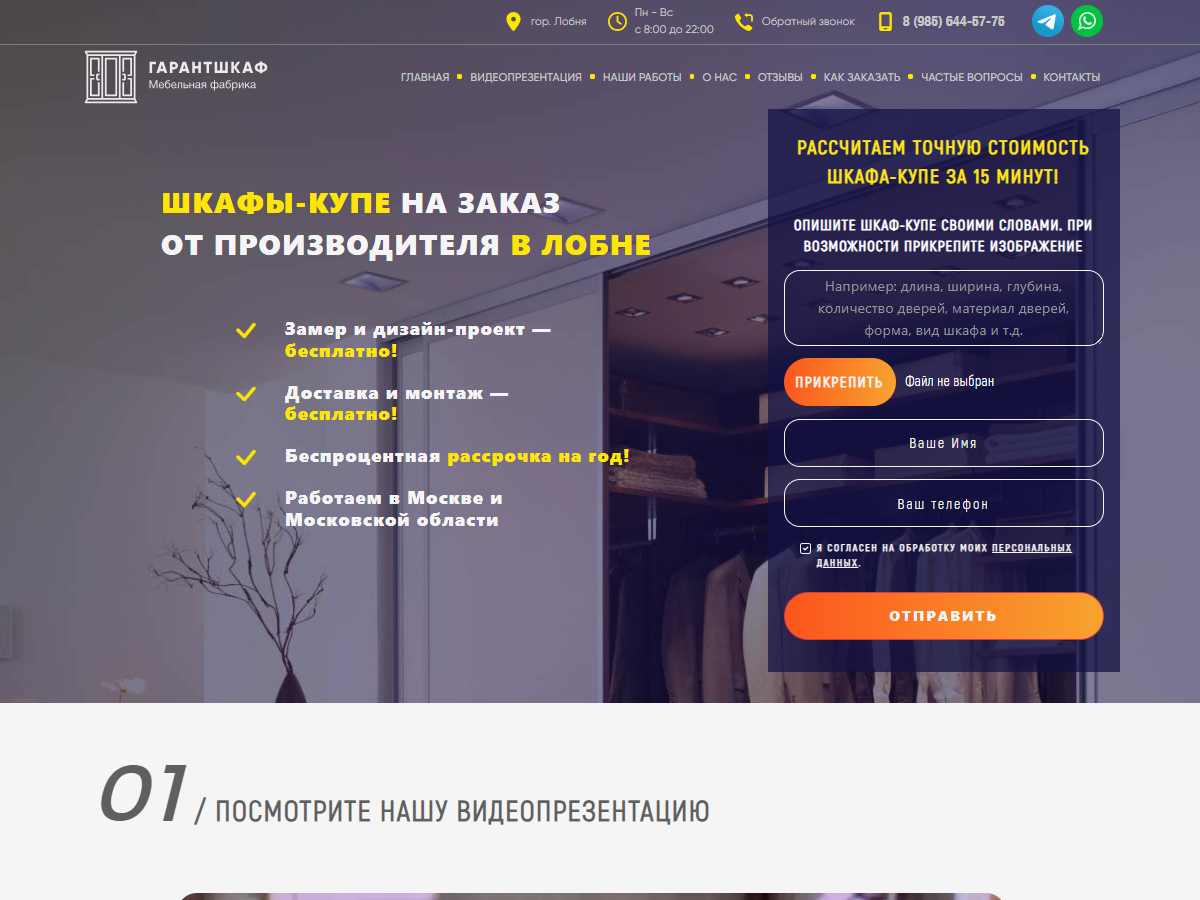 гор. Лобня
Пн - Вс
с 8:00 до 22:00
Обратный звонок
8 (985) 644-57-75
ГАРАНТШКАФ
Мебельная фабрика
ГЛАВНАЯ
ВИДЕОПРЕЗЕНТАЦИЯ
НАШИ РАБОТЫ
О НАС
ОТЗЫВЫ
КАК ЗАКАЗАТЬ
ЧАСТЫЕ ВОПРОСЫ
КОНТАКТЫ
ШКАФЫ-КУПЕ НА ЗАКАЗ
ОТ ПРОИЗВОДИТЕЛЯ В ЛОБНЕ
Замер и дизайн-проект —
бесплатно!
Доставка и монтаж —
бесплатно!
Беспроцентная рассрочка на год!
Работаем в Москве и
Московской области
РАССЧИТАЕМ ТОЧНУЮ СТОИМОСТЬ
ШКАФА-КУПЕ ЗА 15 МИНУТ!
ОПИШИТЕ ШКАФ-КУПЕ СВОИМИ СЛОВАМИ. ПРИ
ВОЗМОЖНОСТИ ПРИКРЕПИТЕ ИЗОБРАЖЕНИЕ
Например: длина, ширина, глубина,
количество дверей, материал дверей,
форма, вид шкафа и т.д.
ПРИКРЕПИТЬ
Файл не выбран
Ваше Имя
Ваш телефон
Я СОГЛАСЕН НА ОБРАБОТКУ МОИХ ПЕРСОНАЛЬНЫХ
ДАННЫХ.
ОТПРАВИТЬ
01 / ПОСМОТРИТЕ НАШУ ВИДЕОПРЕЗЕНТАЦИЮ